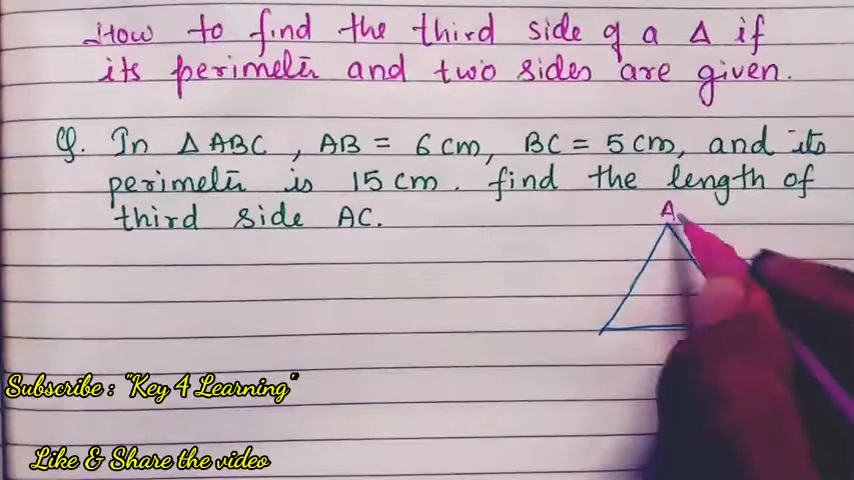 How to find the third side of a Δ if
its perimeter and two sides are given.
Q. In Δ ABC , AB = 6 cm, BC = 5 cm, and its
perimeter is 15 cm. find the length of
third side AC.
A
Subscribe : "Key 4 Learning"
Like & Share the video